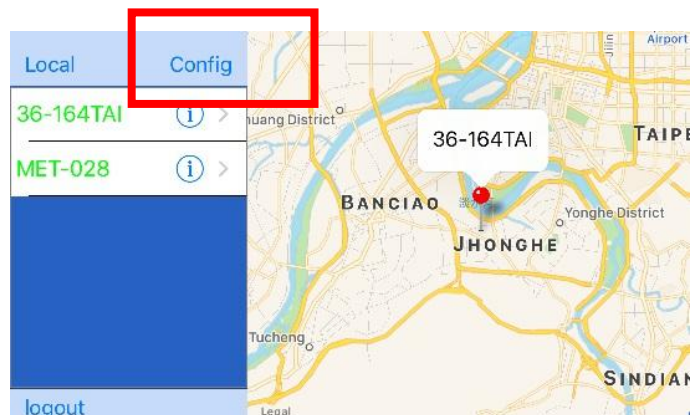 Local Config
36-164TAI
MET-028
logout
Airport
Jilin
huang District
36-164TAI
TAIPE
BANCIAO
Yonghe District
JHONGHE
Tucheng
SINDIAN
Legal